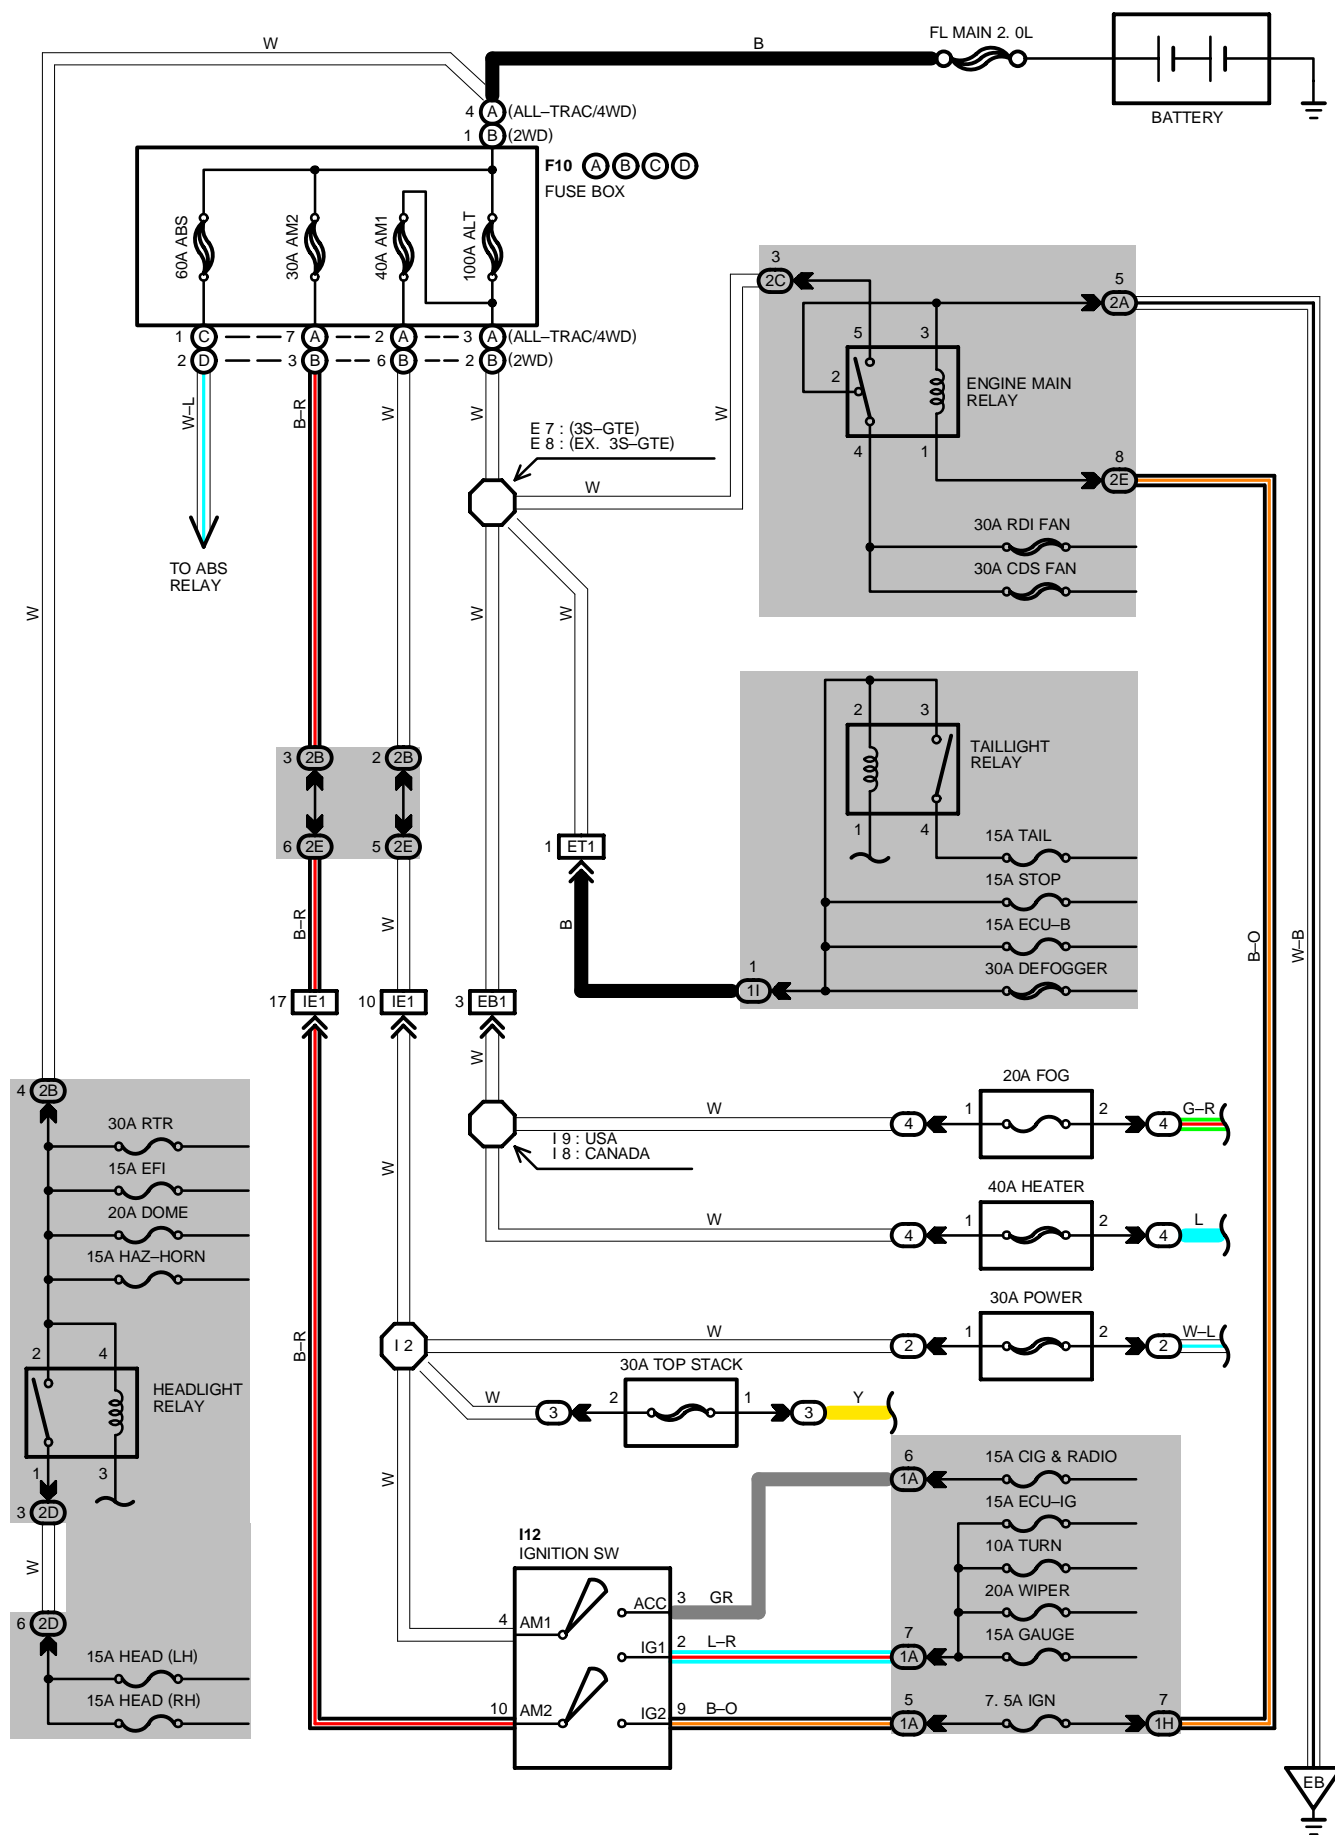 W
B
FL MAIN 2. 0L
BATTERY
4 A (ALL–TRAC/4WD)
1 B (2WD)
F10 A B C D
FUSE BOX
60A ABS
30A AM2
40A AM1
100A ALT
1 C 7 A 2 A 3 A (ALL–TRAC/4WD)
2 D 3 B 6 B 2 B (2WD)
W–L
B–R
W
W
E 7 : (3S–GTE)
E 8 : (EX. 3S–GTE)
W
W
TO ABS
RELAY
W
W
W
3
2C
5
2A
5
3
2
ENGINE MAIN
RELAY
4
1
8
2E
30A RDI FAN
30A CDS FAN
2
3
TAILLIGHT
RELAY
1
4
15A TAIL
15A STOP
15A ECU–B
30A DEFOGGER
1
1I
3 2B
2 2B
6 2E
5 2E
1 ET1
B
B–R
W
B–O
W–B
17 IE1
10 IE1
3 EB1
W
W
I 9 : USA
I 8 : CANADA
W
4
1
20A FOG
2
4
G–R
W
4
1
40A HEATER
2
4
L
W
2
1
30A POWER
2
2
W–L
I 2
B–R
30A TOP STACK
W
3
2
1
3
Y
W
4 2B
30A RTR
15A EFI
20A DOME
15A HAZ–HORN
2
4
HEADLIGHT
RELAY
1
3
3 2D
W
6 2D
15A HEAD (LH)
15A HEAD (RH)
I12
IGNITION SW
4 AM1
ACC 3 GR
IG1 2 L–R
10 AM2
IG2 9 B–O
6
1A
15A CIG & RADIO
15A ECU–IG
10A TURN
20A WIPER
15A GAUGE
7
1A
5
1A
7. 5A IGN
7
1H
EB